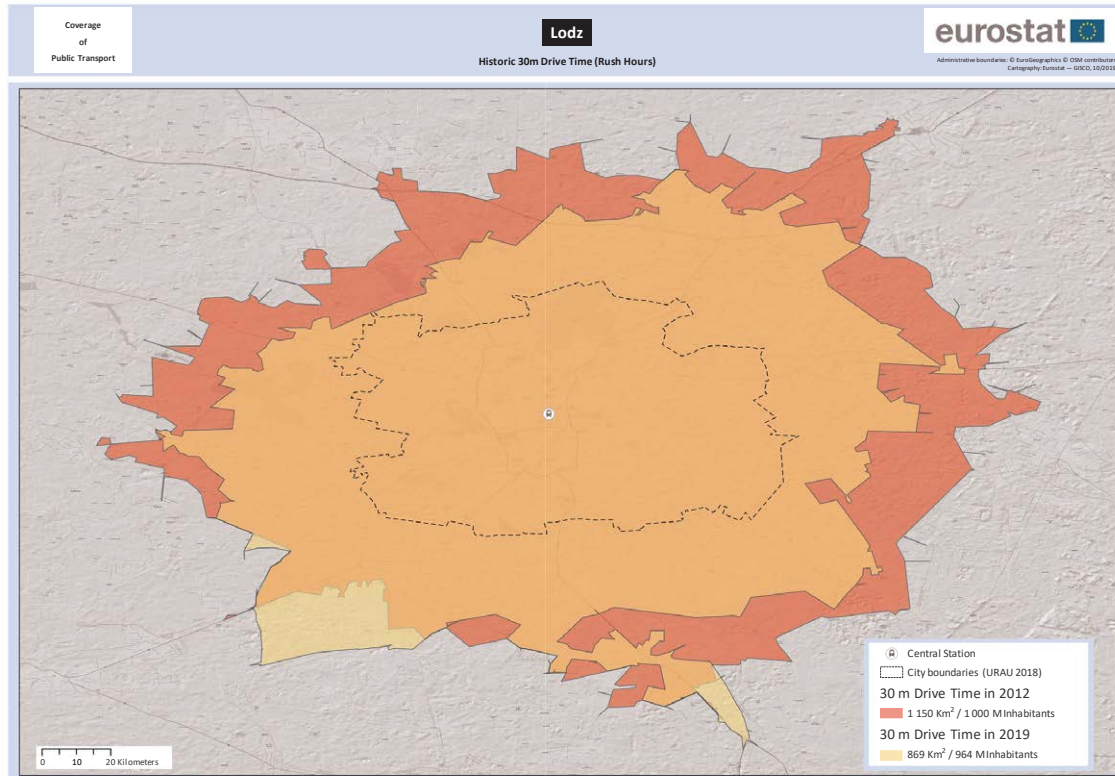 Coverage
of
Public Transport
Lodz
Historic 30m Drive Time (Rush Hours)
eurostat
Administrative boundaries: © EuroGeographics © OSM contributors
Cartography: Eurostat — GISCO, 10/2019
Central Station
City boundaries (URAU 2018)
30 m Drive Time in 2012
1 150 Km² / 1 000 M Inhabitants
30 m Drive Time in 2019
869 Km² / 964 M Inhabitants
0 10 20 Kilometers